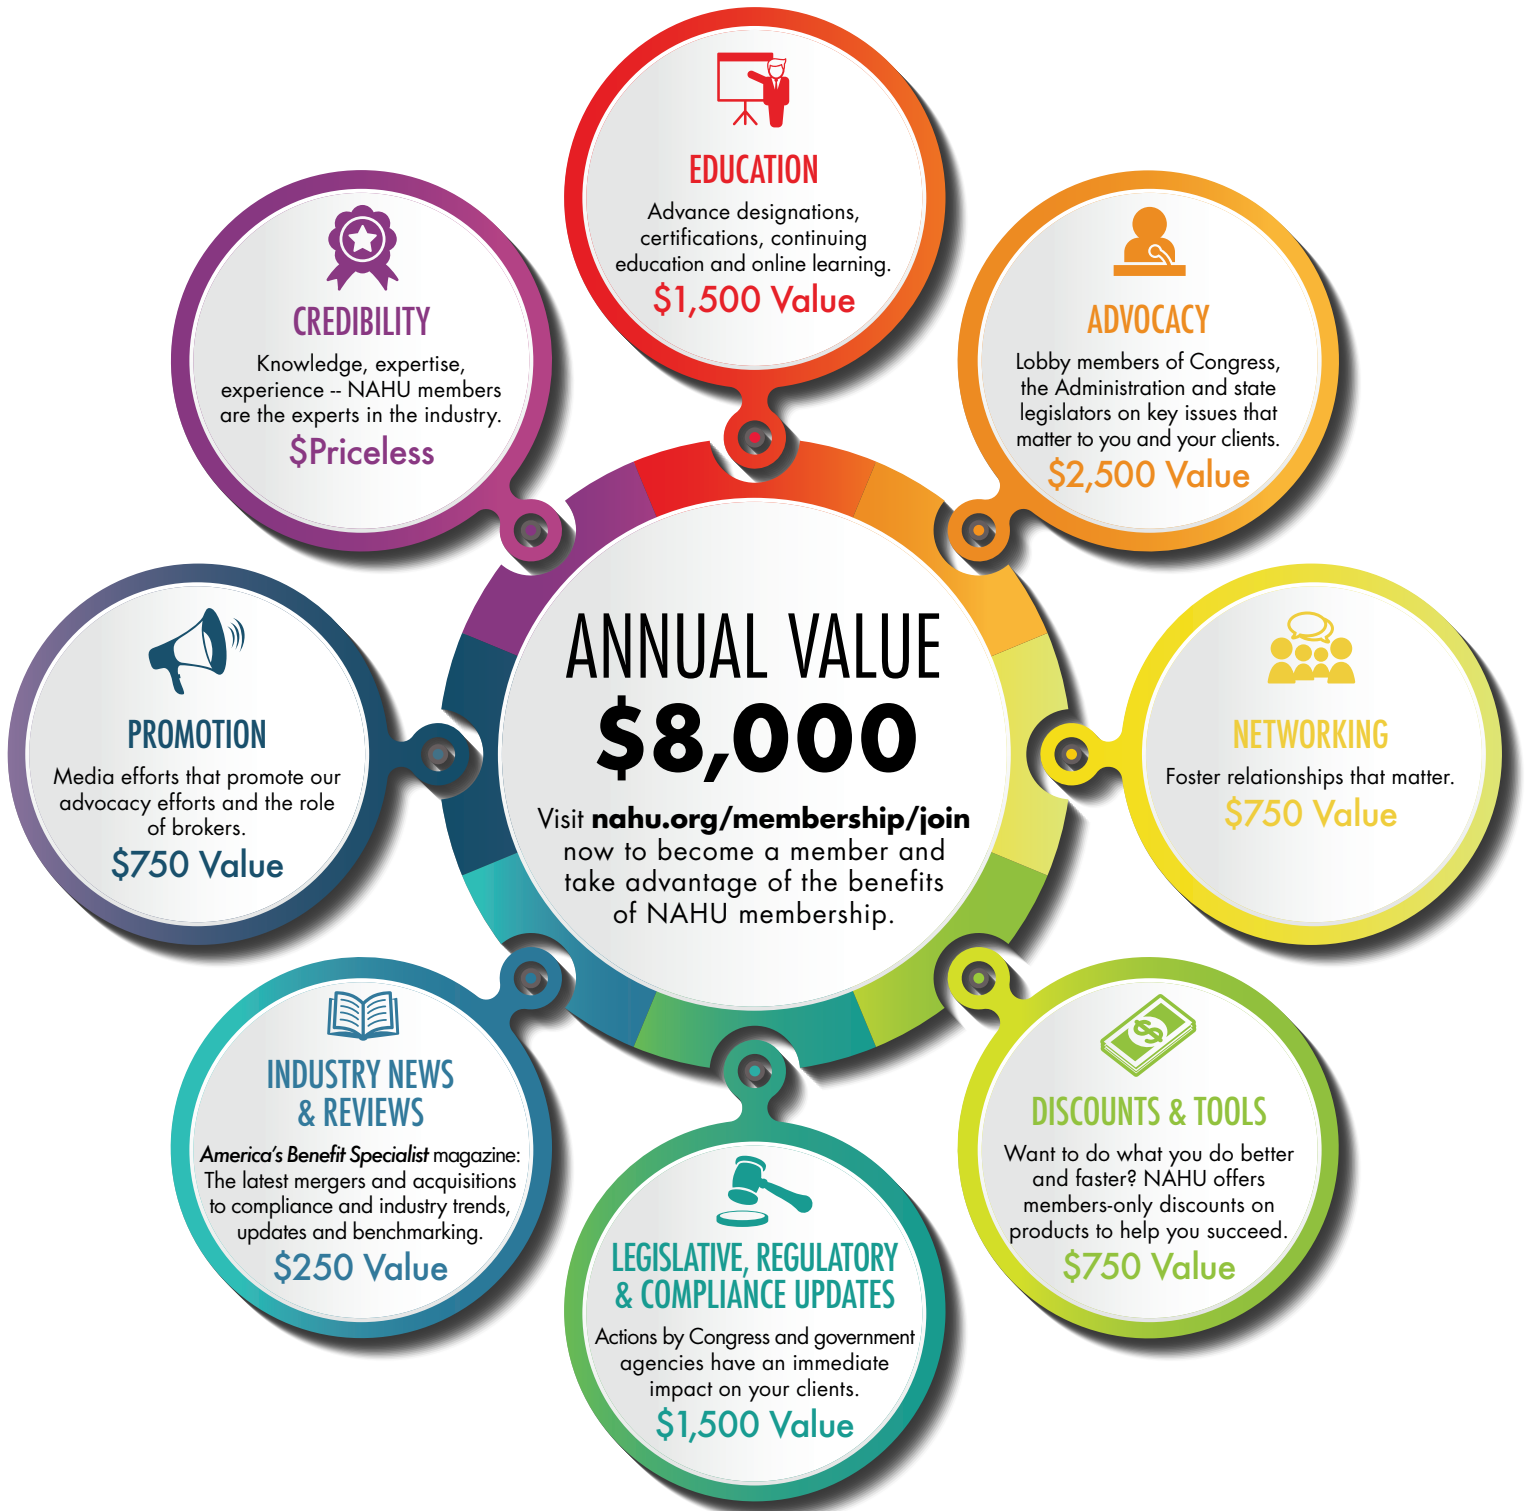 EDUCATION
Advance designations,
certifications, continuing
education and online learning.
$1,500 Value
ADVOCACY
Lobby members of Congress,
the Administration and state
legislators on key issues that
matter to you and your clients.
$2,500 Value
NETWORKING
Foster relationships that matter.
$750 Value
DISCOUNTS & TOOLS
Want to do what you do better
and faster? NAHU offers
members-only discounts on
products to help you succeed.
$750 Value
LEGISLATIVE, REGULATORY
& COMPLIANCE UPDATES
Actions by Congress and government
agencies have an immediate
impact on your clients.
$1,500 Value
INDUSTRY NEWS
& REVIEWS
America's Benefit Specialist magazine:
The latest mergers and acquisitions
to compliance and industry trends,
updates and benchmarking.
$250 Value
PROMOTION
Media efforts that promote our
advocacy efforts and the role
of brokers.
$750 Value
CREDIBILITY
Knowledge, expertise,
experience -- NAHU members
are the experts in the industry.
$Priceless
ANNUAL VALUE
$8,000
Visit nahu.org/membership/join
now to become a member and
take advantage of the benefits
of NAHU membership.